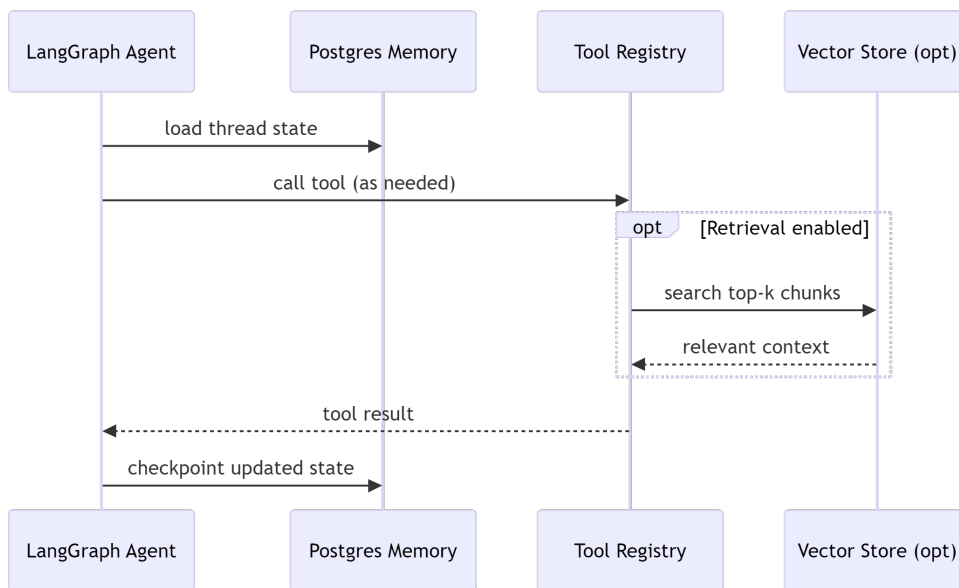 LangGraph Agent
Postgres Memory
Tool Registry
Vector Store (opt)
load thread state
call tool (as needed)
opt
[Retrieval enabled]
search top-k chunks
relevant context
tool result
checkpoint updated state
LangGraph Agent
Postgres Memory
Tool Registry
Vector Store (opt)